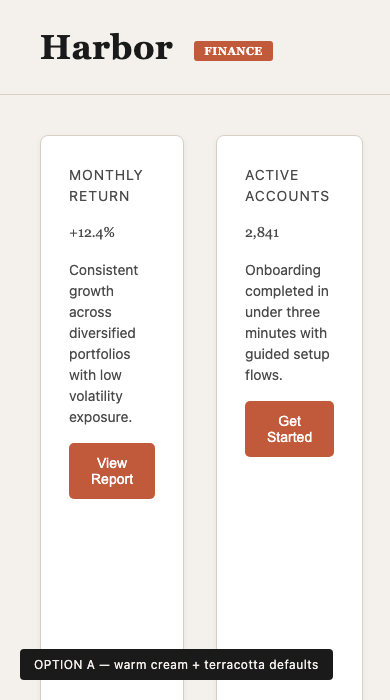 Harbor
FINANCE
MONTHLY
RETURN
+12.4%
Consistent
growth
across
diversified
portfolios
with low
volatility
exposure.
View
Report
ACTIVE
ACCOUNTS
2,841
Onboarding
completed in
under three
minutes with
guided setup
flows.
Get
Started
OPTION A — warm cream + terracotta defaults